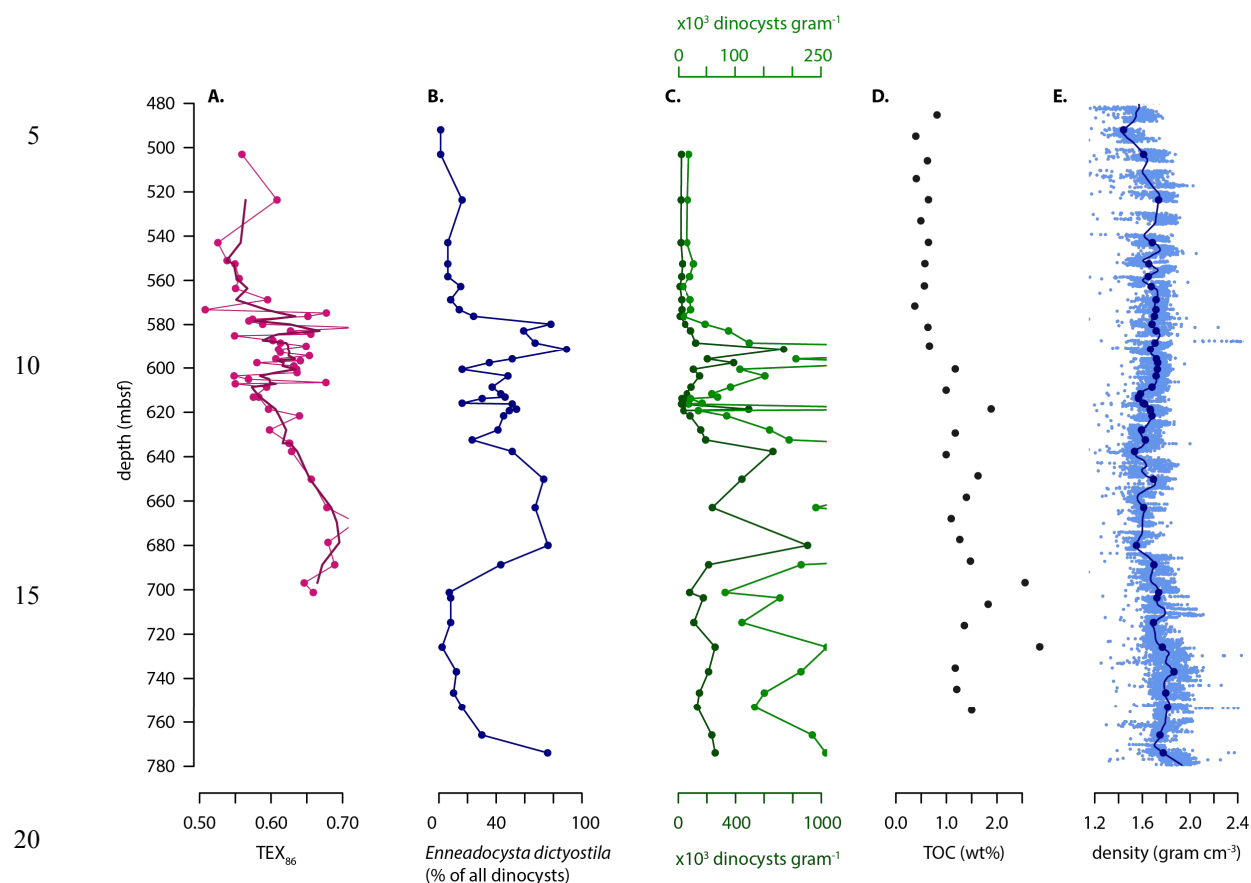 x10³ dinocysts gram⁻¹
0 100 250
A. B. C. D. E.
480
5
500
520
540
560
580
10
600
620
depth (mbsf)
640
660
680
15
700
720
740
760
780
0.50 0.60 0.70 0 40 100 0 400 1000 0.0 1.0 2.0 1.2 1.6 2.0 2.4
20
TEX₈₆ Enneadocysta dictyostila x10³ dinocysts gram⁻¹ TOC (wt%) density (gram cm⁻³)
(% of all dinocysts)